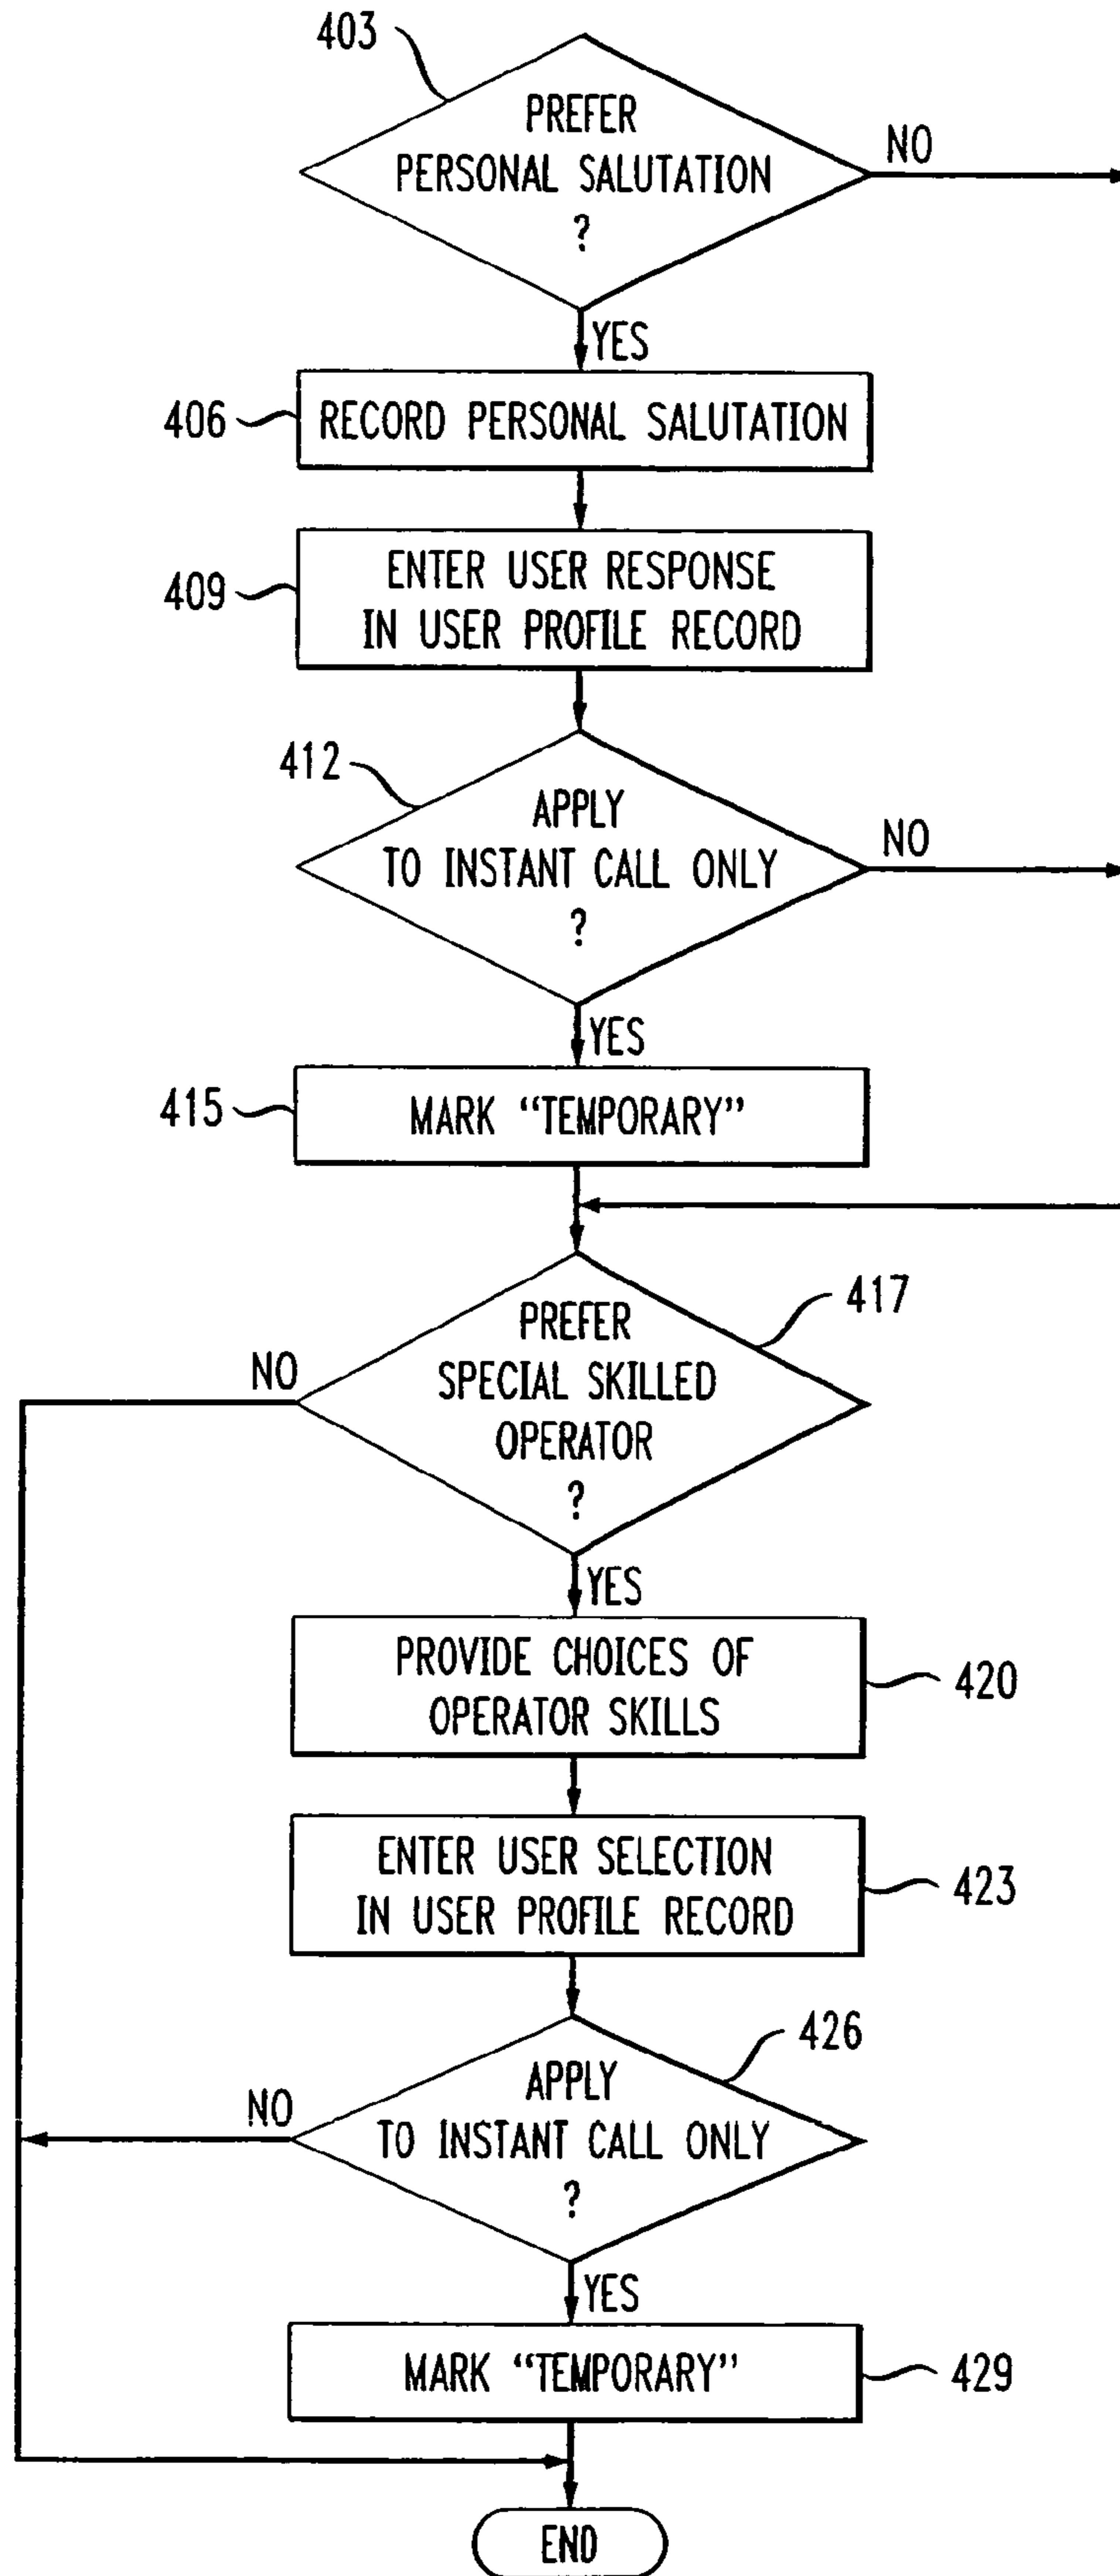 403
PREFER
PERSONAL SALUTATION
?
NO
YES
406
RECORD PERSONAL SALUTATION
409
ENTER USER RESPONSE
IN USER PROFILE RECORD
412
APPLY
TO INSTANT CALL ONLY
?
NO
YES
415
MARK “TEMPORARY”
417
PREFER
SPECIAL SKILLED
OPERATOR
?
NO
YES
PROVIDE CHOICES OF
OPERATOR SKILLS
420
ENTER USER SELECTION
IN USER PROFILE RECORD
423
426
APPLY
TO INSTANT CALL ONLY
?
NO
YES
MARK “TEMPORARY”
429
END